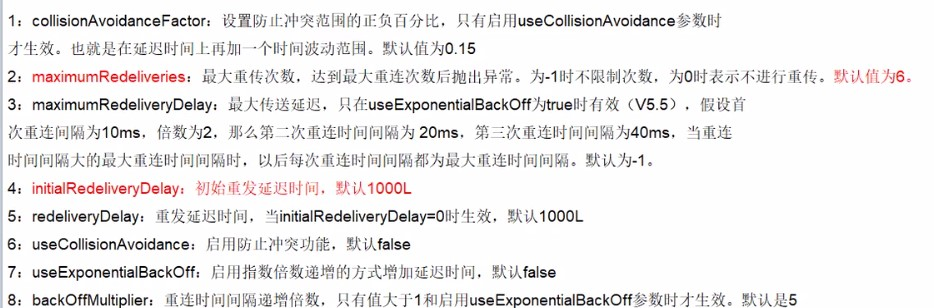 1：collisionAvoidanceFactor：设置防止冲突范围的正负百分比，只有启用useCollisionAvoidance参数时
才生效。也就是在延迟时间上再加一个时间波动范围。默认值为0.15
2：maximumRedeliveries：最大重传次数，达到最大重连次数后抛出异常。为-1时不限制次数，为0时表示不进行重传。默认值为6。
3：maximumRedeliveryDelay：最大传送延迟，只在useExponentialBackOff为true时有效（V5.5），假设首
次重连间隔为10ms，倍数为2，那么第二次重连时间间隔为 20ms，第三次重连时间间隔为40ms，当重连
时间间隔大的最大重连时间间隔时，以后每次重连时间间隔都为最大重连时间间隔。默认为-1。
4：initialRedeliveryDelay：初始重发延迟时间，默认1000L
5：redeliveryDelay：重发延迟时间，当initialRedeliveryDelay=0时生效，默认1000L
6：useCollisionAvoidance：启用防止冲突功能，默认false
7：useExponentialBackOff：启用指数倍数递增的方式增加延迟时间，默认false
8：backOffMultiplier：重连时间间隔递增倍数，只有值大于1和启用useExponentialBackOff参数时才生效。默认是5